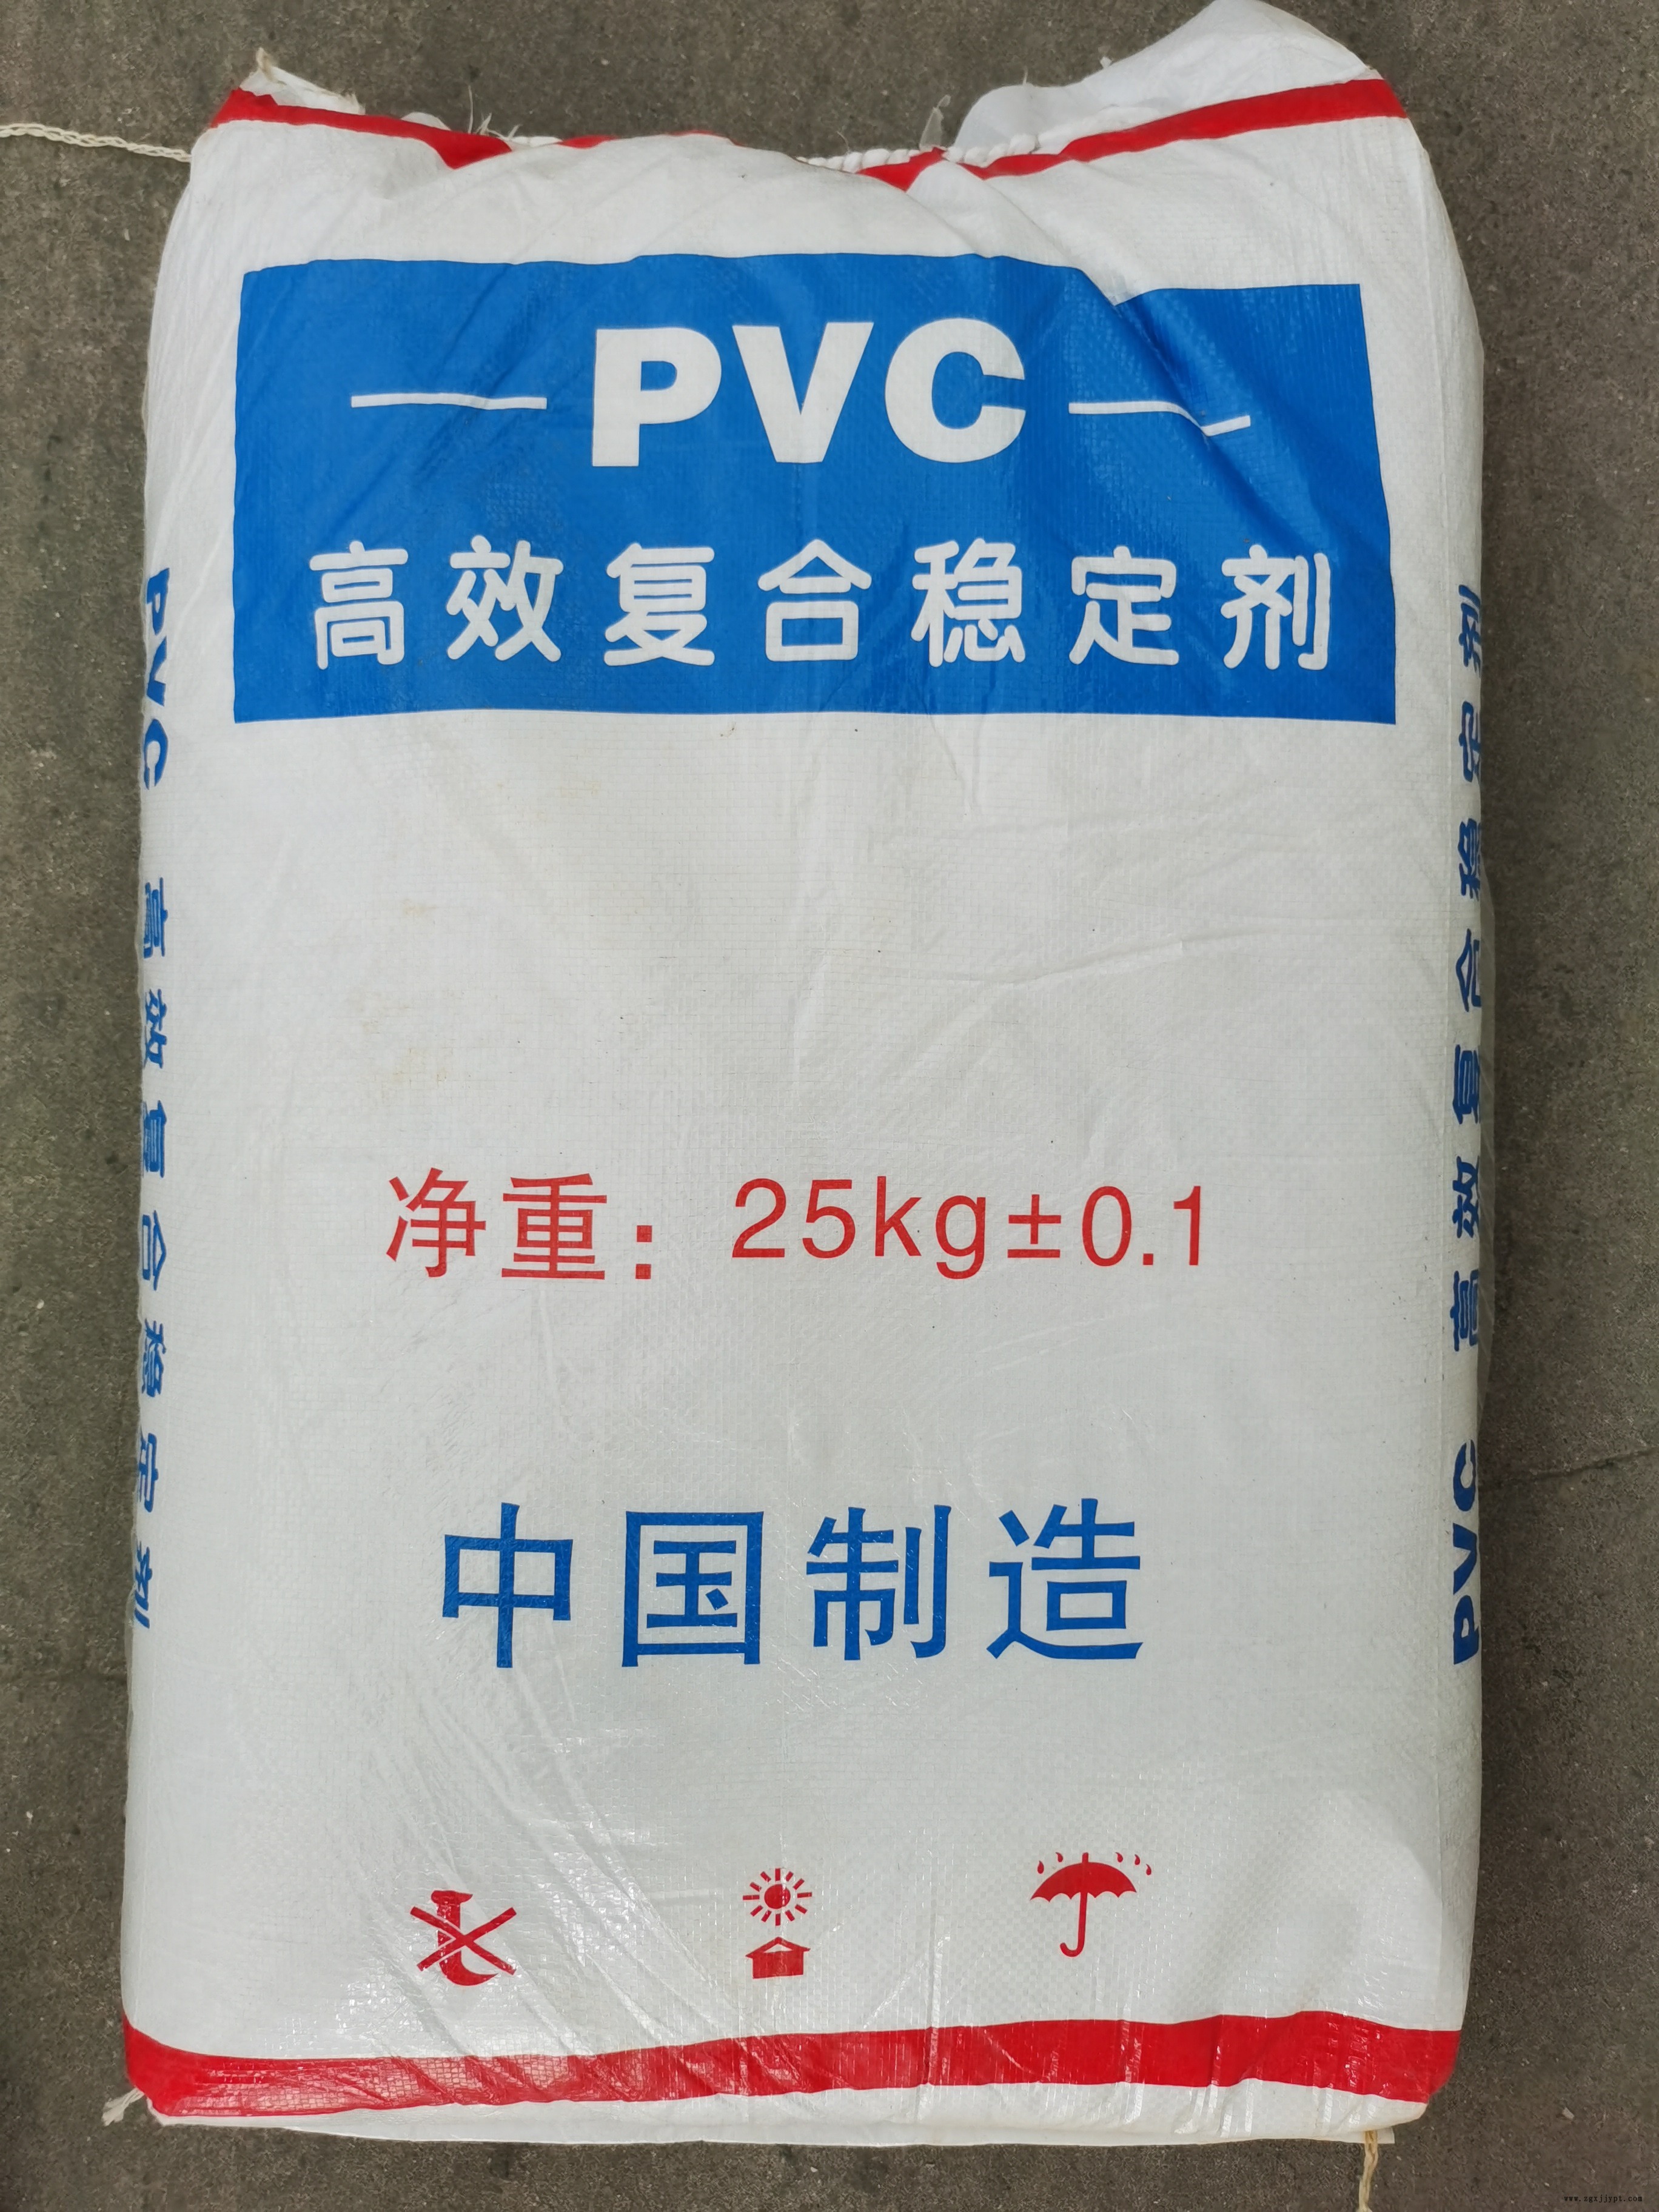 PVC
高效复合稳定剂
净重：25kg±0.1
中国制造
PVC 高效复合稳定剂
PVC 高效复合稳定剂